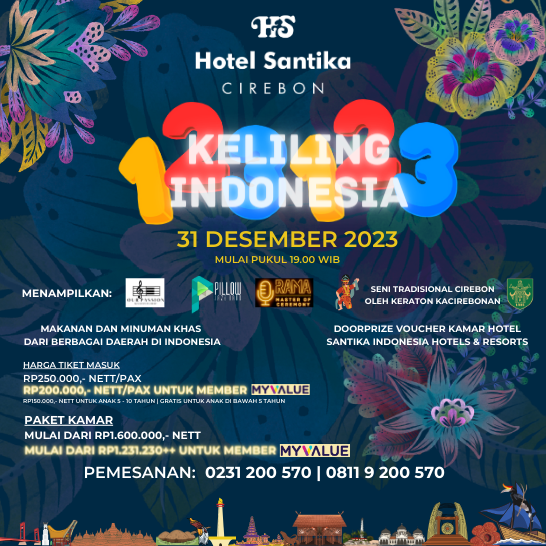 HS
Hotel Santika
CIREBON
123123
KELILING
INDONESIA
31 DESEMBER 2023
MULAI PUKUL 19.00 WIB
MENAMPILKAN:
PILLOW
RAMA
MASTER OF
CEREMONY
SENI TRADISIONAL CIREBON
OLEH KERATON KACIREBONAN
MAKANAN DAN MINUMAN KHAS
DARI BERBAGAI DAERAH DI INDONESIA
DOORPRIZE VOUCHER KAMAR HOTEL
SANTIKA INDONESIA HOTELS & RESORTS
HARGA TIKET MASUK
RP250.000,- NETT/PAX
RP200.000,- NETT/PAX UNTUK MEMBER MYVALUE
RP150.000,- NETT UNTUK ANAK 5 - 10 TAHUN | GRATIS UNTUK ANAK DI BAWAH 5 TAHUN
PAKET KAMAR
MULAI DARI RP1.600.000,- NETT
MULAI DARI RP1.231.230++ UNTUK MEMBER MYVALUE
PEMESANAN: 0231 200 570 | 0811 9 200 570